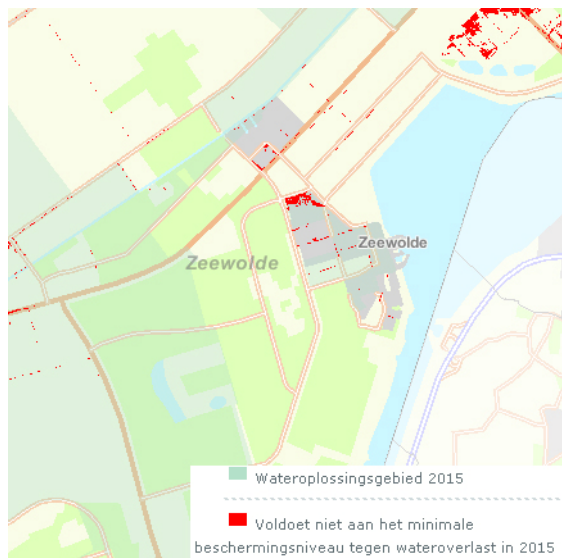 Zeewolde
Zeewolde
Wateroplossingsgebied 2015
Voldoet niet aan het minimale
beschermingsniveau tegen wateroverlast in 2015